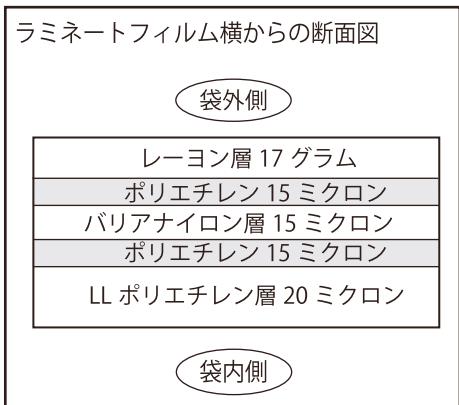 ラミネートフィルム横からの断面図
袋外側
レーヨン層 17 グラム
ポリエチレン 15 ミクロン
バリアナイロン層 15 ミクロン
ポリエチレン 15 ミクロン
LL ポリエチレン層 20 ミクロン
袋内側